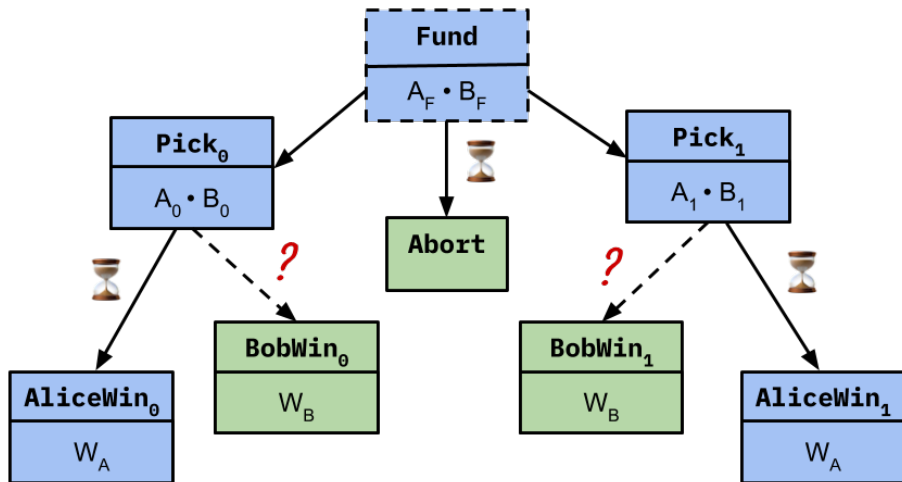 Fund
A_F • B_F
Pick_0
A_0 • B_0
Pick_1
A_1 • B_1
Abort
?
?
BobWin_0
W_B
BobWin_1
W_B
AliceWin_0
W_A
AliceWin_1
W_A